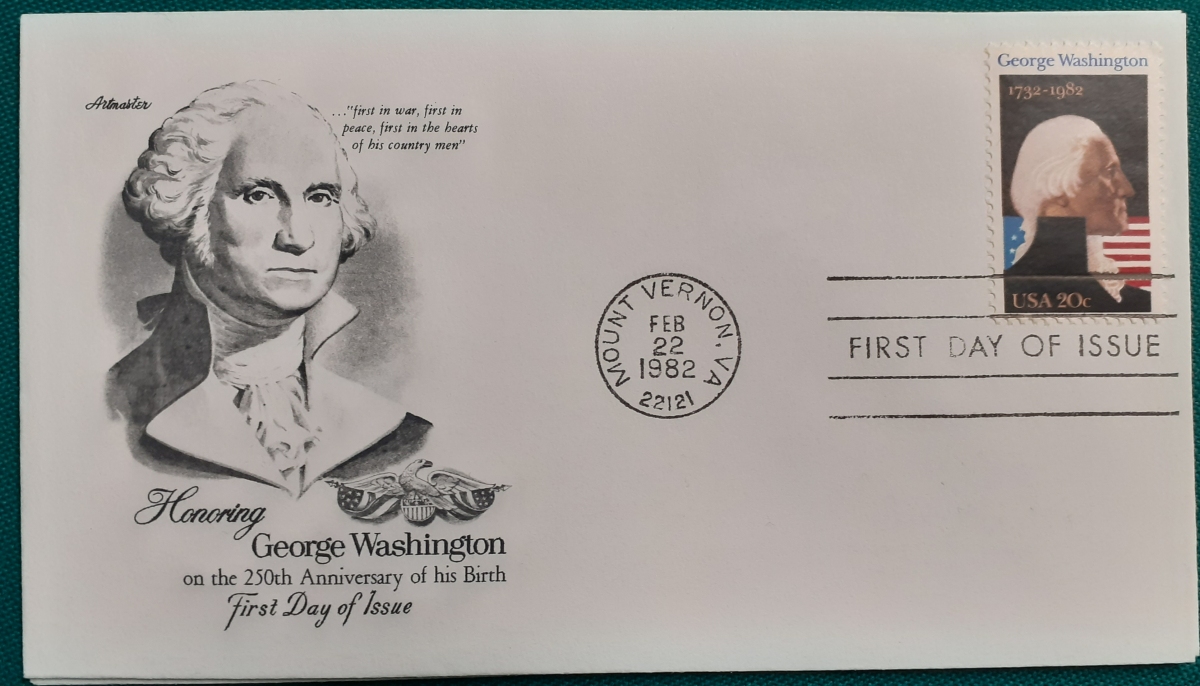 Artmaster
..."first in war, first in
peace, first in the hearts
of his country men"
Honoring
George Washington
on the 250th Anniversary of his Birth
First Day of Issue
MOUNT VERNON, VA
FEB
22
1982
22121
George Washington
1732-1982
USA 20c
FIRST DAY OF ISSUE